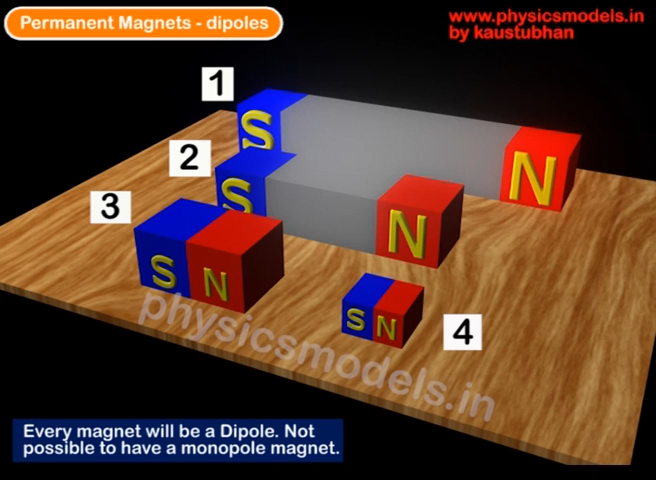 Permanent Magnets - dipoles
www.physicsmodels.in
by kaustubhan
1
S
N
2
S
N
3
S N
S N
4
physicsmodels.in
Every magnet will be a Dipole. Not
possible to have a monopole magnet.